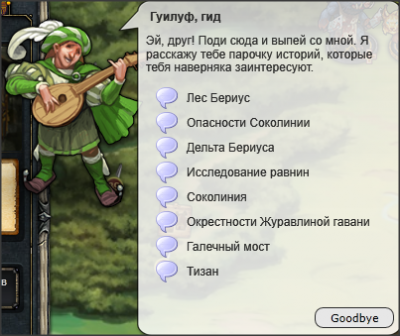 Гуилуф, гид
Эй, друг! Поди сюда и выпей со мной. Я
расскажу тебе парочку историй, которые
тебя наверняка заинтересуют.
Лес Бериус
Опасности Соколинии
Дельта Бериуса
Исследование равнин
Соколиния
Окрестности Журавлиной гавани
Галечный мост
Тизан
в
Goodbye